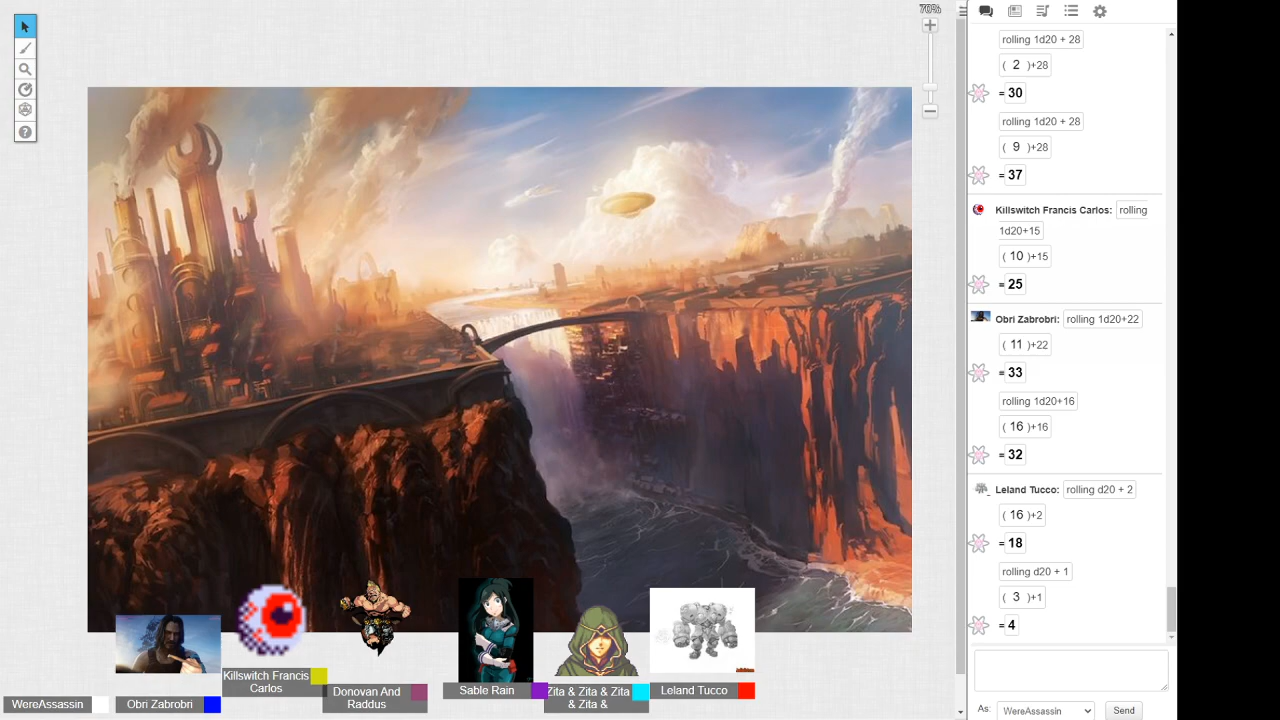 70%
rolling 1d20 + 28
( 2 )+28
= 30
rolling 1d20 + 28
( 9 )+28
= 37
Killswitch Francis Carlos: rolling
1d20+15
( 10 )+15
= 25
Obri Zabrobri: rolling 1d20+22
( 11 )+22
= 33
rolling 1d20+16
( 16 )+16
= 32
Leland Tucco: rolling d20 + 2
( 16 )+2
= 18
rolling d20 + 1
( 3 )+1
= 4
As: WereAssassin Send
WereAssassin
Obri Zabrobri
Killswitch Francis
Carlos
Donovan And
Raddus
Sable Rain
Zita & Zita & Zita
& Zita &
Leland Tucco